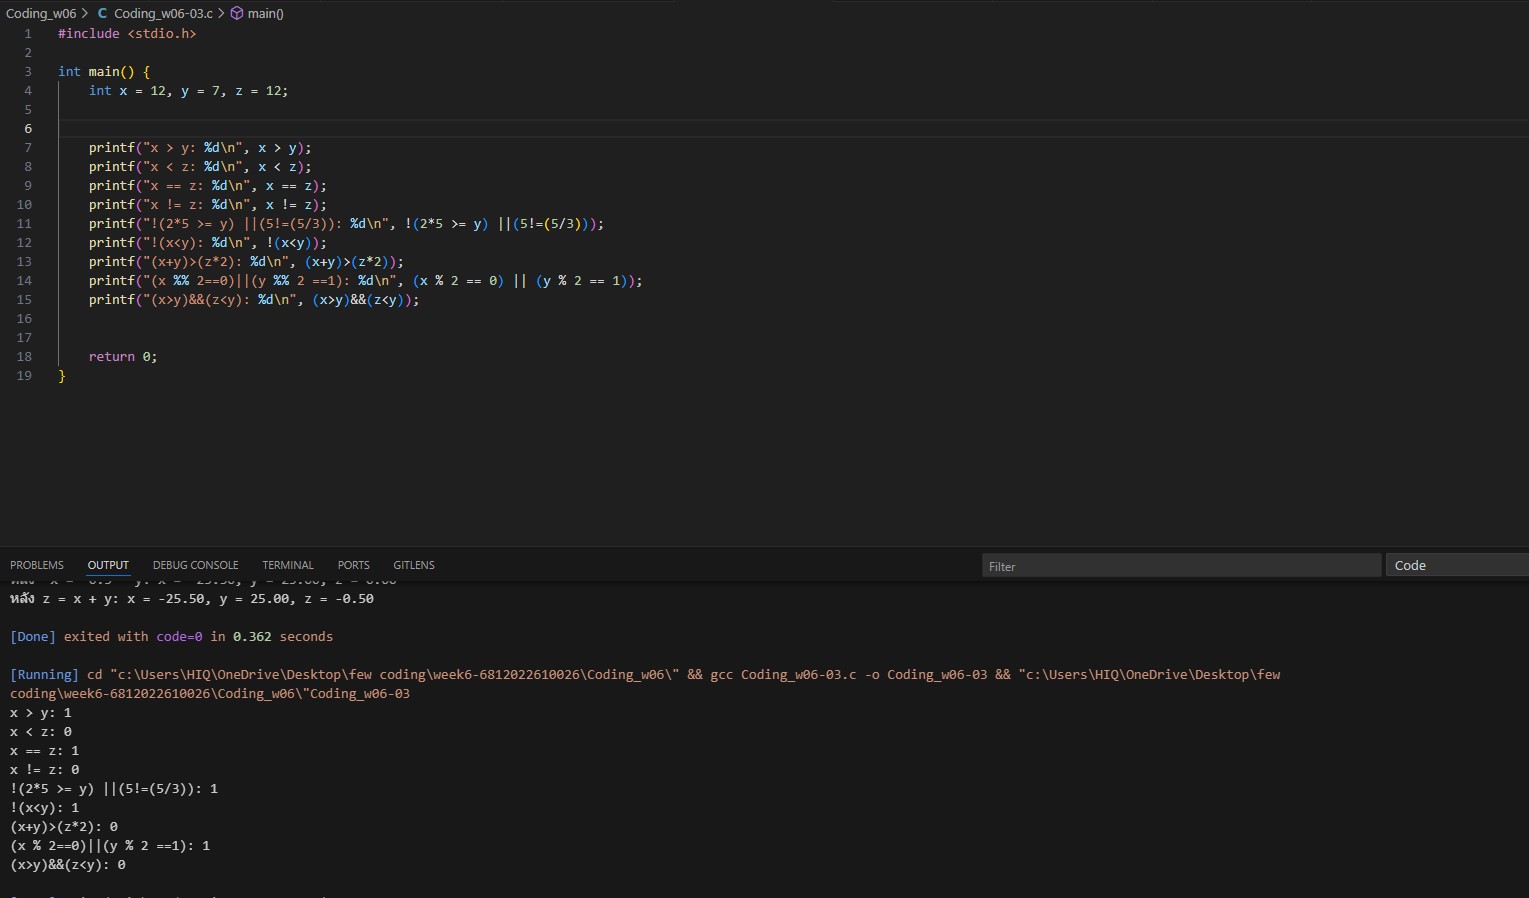 Coding_w06 > C Coding_w06-03.c > main()
1 #include <stdio.h>
2
3 int main() {
4 int x = 12, y = 7, z = 12;
5
6
7 printf("x > y: %d\n", x > y);
8 printf("x < z: %d\n", x < z);
9 printf("x == z: %d\n", x == z);
10 printf("x != z: %d\n", x != z);
11 printf("!(2*5 >= y) ||(5!=(5/3)): %d\n", !(2*5 >= y) ||(5!=(5/3)));
12 printf("!(x<y): %d\n", !(x<y));
13 printf("(x+y)>(z*2): %d\n", (x+y)>(z*2));
14 printf("(x %% 2==0)||(y %% 2 ==1): %d\n", (x % 2 == 0) || (y % 2 == 1));
15 printf("(x>y)&&(z<y): %d\n", (x>y)&&(z<y));
16
17
18 return 0;
19 }
PROBLEMS OUTPUT DEBUG CONSOLE TERMINAL PORTS GITLENS Filter Code
หลัง z = x + y: x = -25.50, y = 25.00, z = -0.50
[Done] exited with code=0 in 0.362 seconds
[Running] cd "c:\Users\HIQ\OneDrive\Desktop\few coding\week6-6812022610026\Coding_w06\" && gcc Coding_w06-03.c -o Coding_w06-03 && "c:\Users\HIQ\OneDrive\Desktop\few
coding\week6-6812022610026\Coding_w06\"Coding_w06-03
x > y: 1
x < z: 0
x == z: 1
x != z: 0
!(2*5 >= y) ||(5!=(5/3)): 1
!(x<y): 1
(x+y)>(z*2): 0
(x % 2==0)||(y % 2 ==1): 1
(x>y)&&(z<y): 0